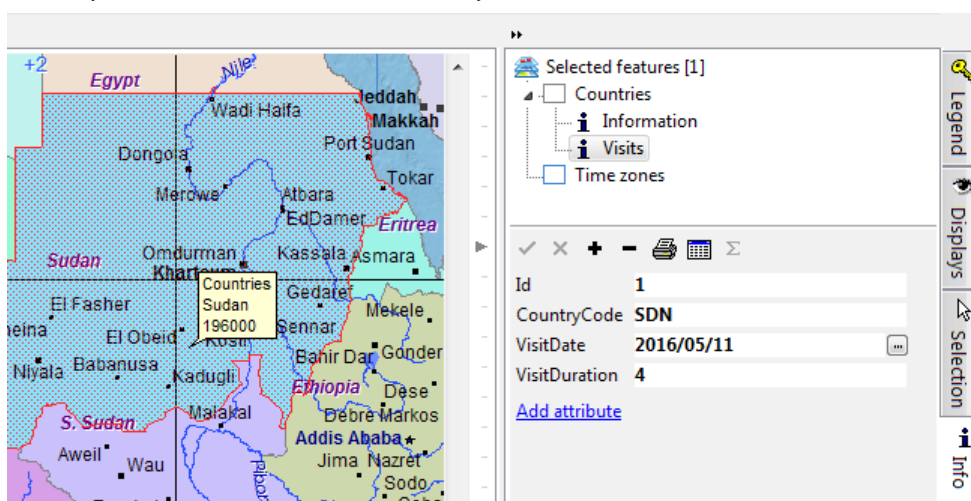 +2
Egypt
Nile
Wadi Halfa
Jeddah
Makkah
Port Sudan
Dongola
Tokar
Merowe
Atbara
EdDamer
Eritrea
Omdurman
Kassala
Asmara
Sudan
Khartoum
Countries
Sudan
196000
Gedaref
El Fasher
Mekele
Sennar
El Obeid
Kosti
Bahir Dar
Gonder
Niyala
Babanusa
Kadugli
Ethiopia
Dese
S. Sudan
Malakal
Debre Markos
Addis Ababa
Aweil
Wau
Jima
Nazret
Pibor
Sodo
Selected features [1]
Countries
Information
Visits
Time zones
Id 1
CountryCode SDN
VisitDate 2016/05/11 ...
VisitDuration 4
Add attribute
Legend
Displays
Selection
Info